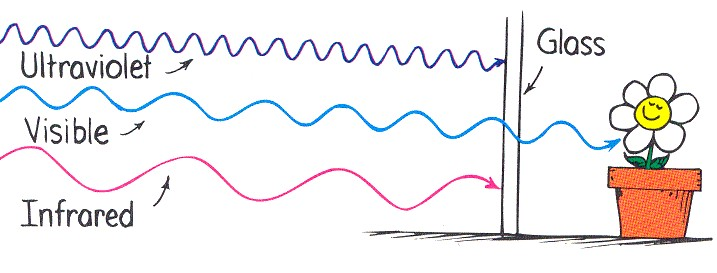 Glass
Ultraviolet
Visible
Infrared